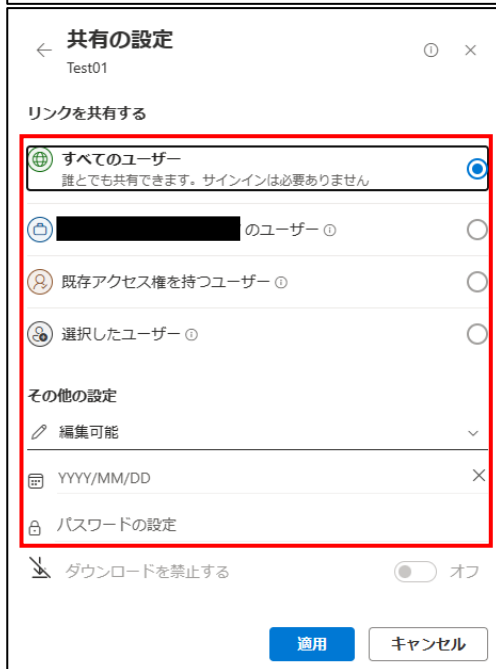 共有の設定
Test01
リンクを共有する
すべてのユーザー
誰とでも共有できます。サインインは必要ありません
のユーザー
既存アクセス権を持つユーザー
選択したユーザー
その他の設定
編集可能
YYYY/MM/DD
パスワードの設定
ダウンロードを禁止する オフ
適用 キャンセル